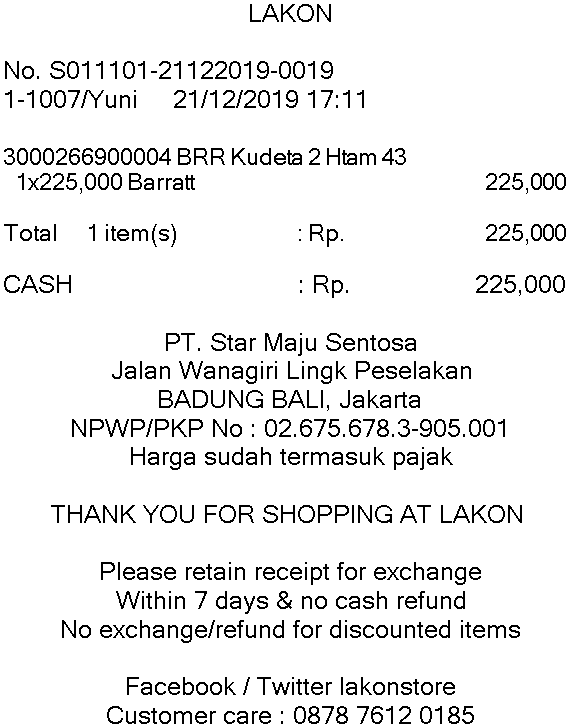 LAKON
No. S011101-21122019-0019
1-1007/Yuni 21/12/2019 17:11
3000266900004 BRR Kudeta 2 Htam 43
1x225,000 Barratt 225,000
Total 1 item(s) : Rp. 225,000
CASH : Rp. 225,000
PT. Star Maju Sentosa
Jalan Wanagiri Lingk Peselakan
BADUNG BALI, Jakarta
NPWP/PKP No : 02.675.678.3-905.001
Harga sudah termasuk pajak
THANK YOU FOR SHOPPING AT LAKON
Please retain receipt for exchange
Within 7 days & no cash refund
No exchange/refund for discounted items
Facebook / Twitter lakonstore
Customer care : 0878 7612 0185